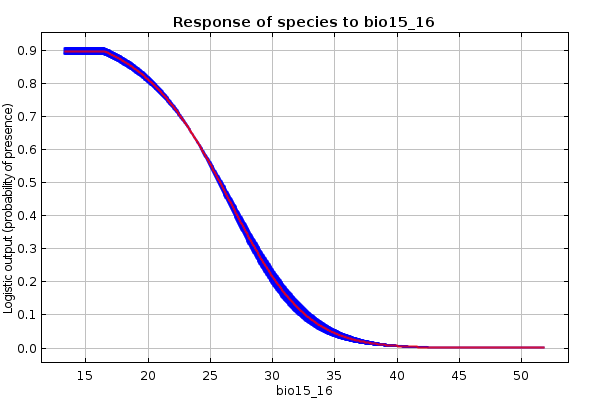 Response of species to bio15_16
Logistic output (probability of presence)
0.9
0.8
0.7
0.6
0.5
0.4
0.3
0.2
0.1
0.0
15 20 25 30 35 40 45 50
bio15_16